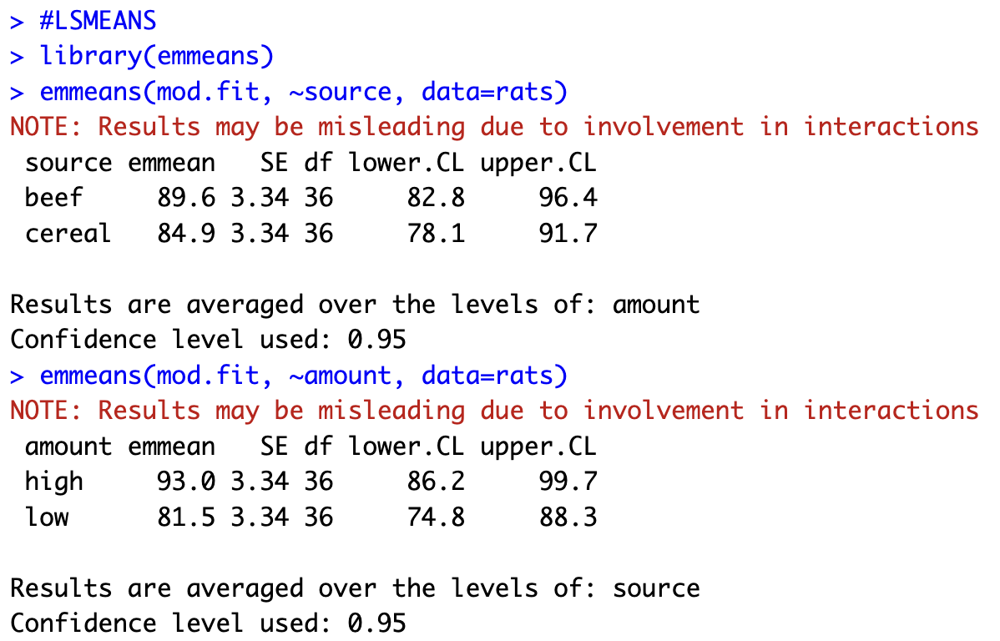 > #LSMEANS
> library(emmeans)
> emmeans(mod.fit, ~source, data=rats)
NOTE: Results may be misleading due to involvement in interactions
 source emmean   SE df lower.CL upper.CL
 beef     89.6 3.34 36     82.8     96.4
 cereal   84.9 3.34 36     78.1     91.7

Results are averaged over the levels of: amount
Confidence level used: 0.95
> emmeans(mod.fit, ~amount, data=rats)
NOTE: Results may be misleading due to involvement in interactions
 amount emmean   SE df lower.CL upper.CL
 high     93.0 3.34 36     86.2     99.7
 low      81.5 3.34 36     74.8     88.3

Results are averaged over the levels of: source
Confidence level used: 0.95